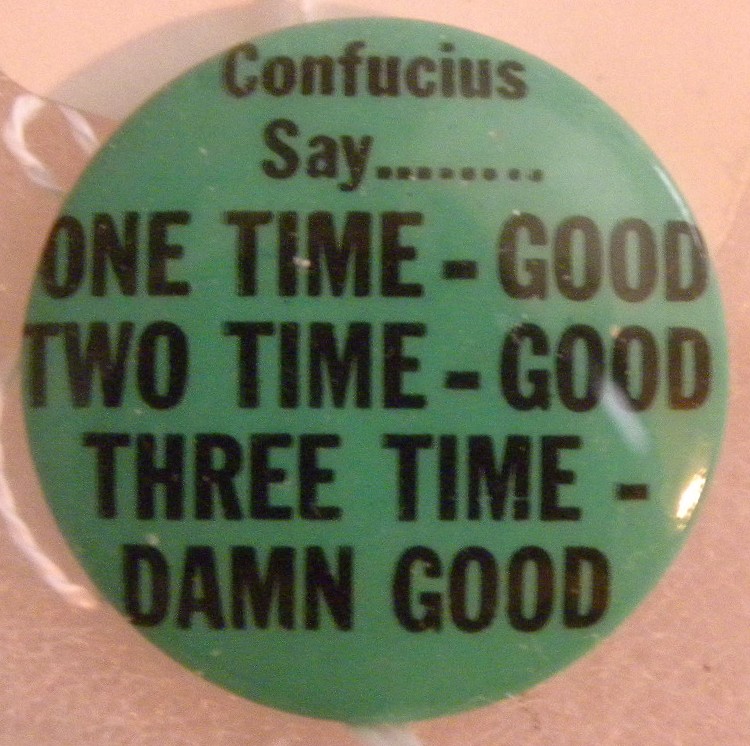 Confucius
Say.........
ONE TIME - GOOD
TWO TIME - GOOD
THREE TIME -
DAMN GOOD